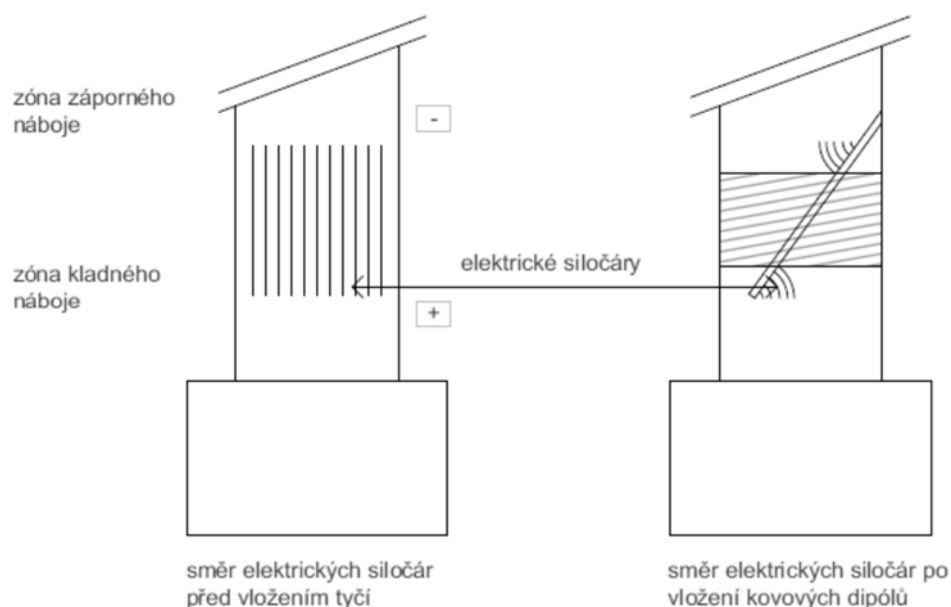 zóna záporného
náboje
-
zóna kladného
náboje
elektrické siločáry
+
směr elektrických siločár
před vložením tyčí
směr elektrických siločár po
vložení kovových dipólů